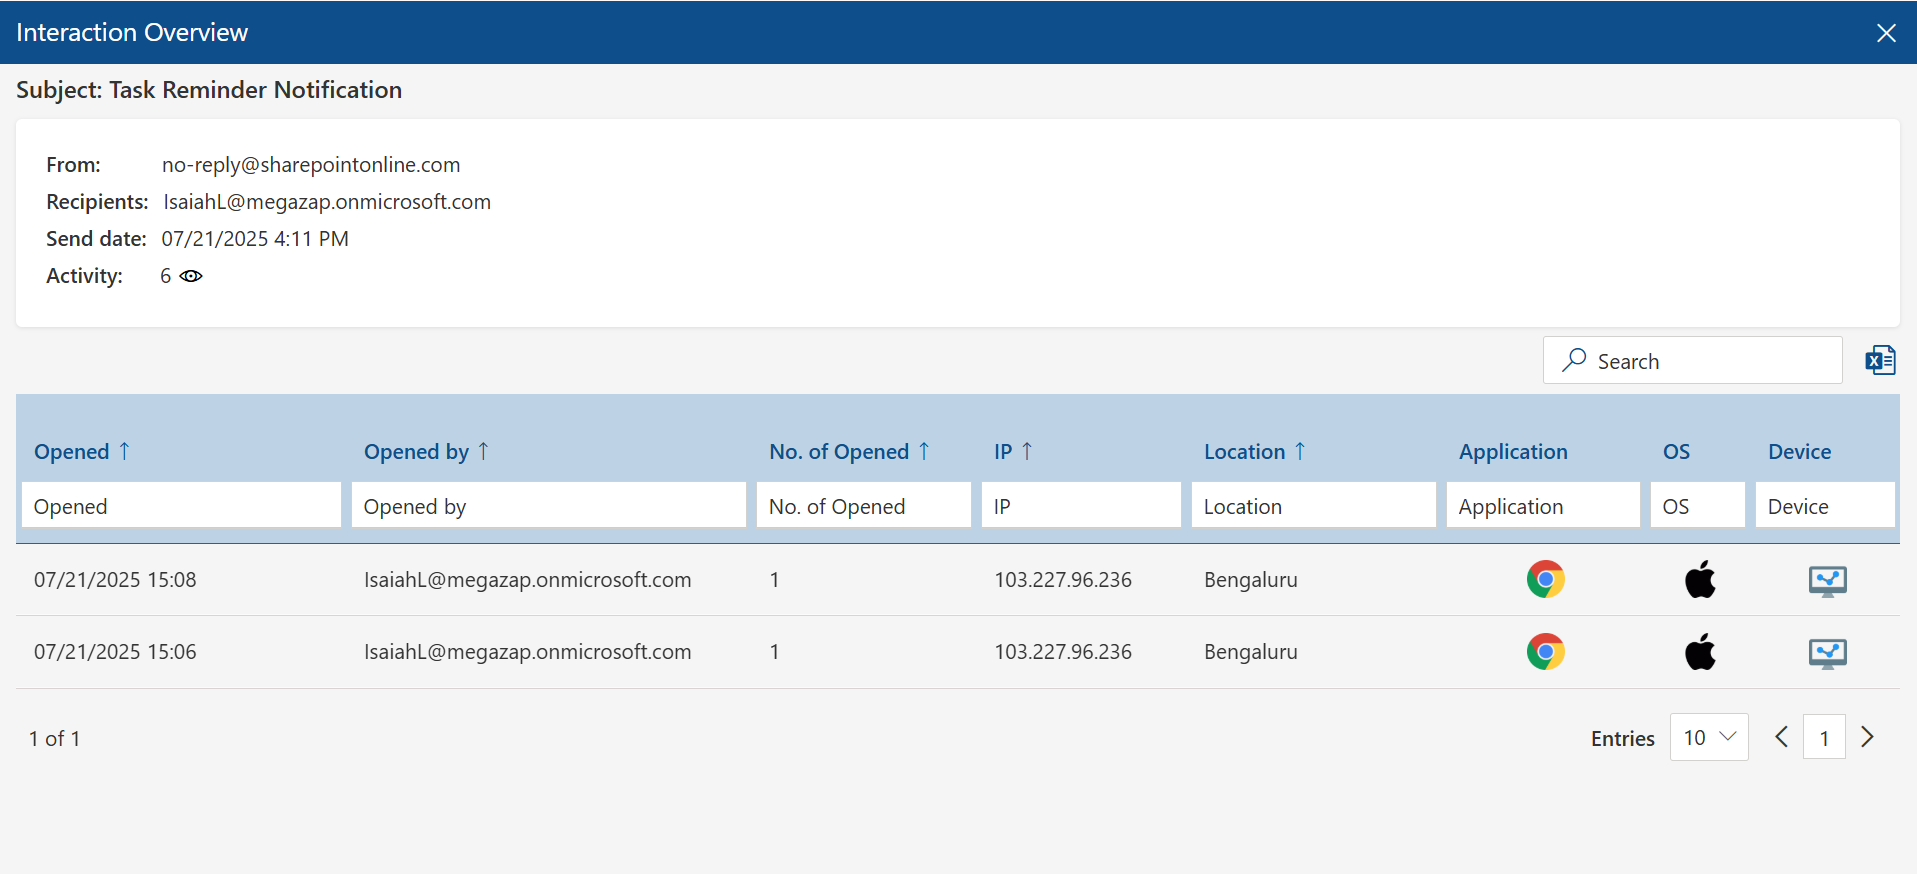 Interaction Overview
Subject: Task Reminder Notification
From: no-reply@sharepointonline.com
Recipients: IsaiahL@megazap.onmicrosoft.com
Send date: 07/21/2025 4:11 PM
Activity: 6
Search
Opened ↑ Opened by ↑ No. of Opened ↑ IP ↑ Location ↑ Application OS Device
Opened Opened by No. of Opened IP Location Application OS Device
07/21/2025 15:08 IsaiahL@megazap.onmicrosoft.com 1 103.227.96.236 Bengaluru
07/21/2025 15:06 IsaiahL@megazap.onmicrosoft.com 1 103.227.96.236 Bengaluru
1 of 1 Entries 10 1